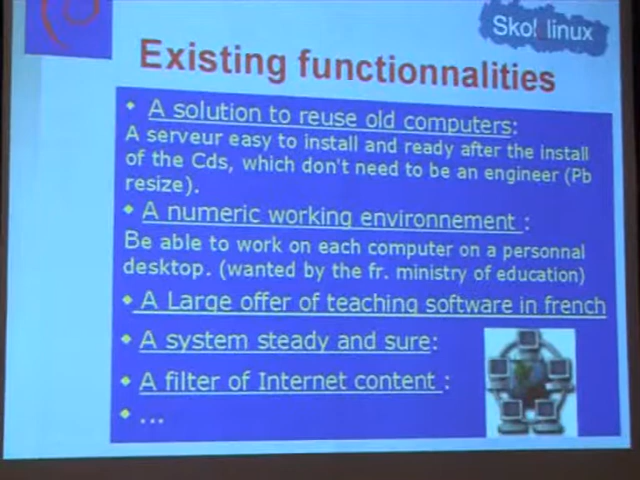 Skolelinux
Existing functionnalities
• A solution to reuse old computers:
A serveur easy to install and ready after the install
of the Cds, which don't need to be an engineer (Pb
resize).
• A numeric working environnement :
Be able to work on each computer on a personnal
desktop. (wanted by the fr. ministry of education)
• A Large offer of teaching software in french
• A system steady and sure:
• A filter of Internet content :
• ...